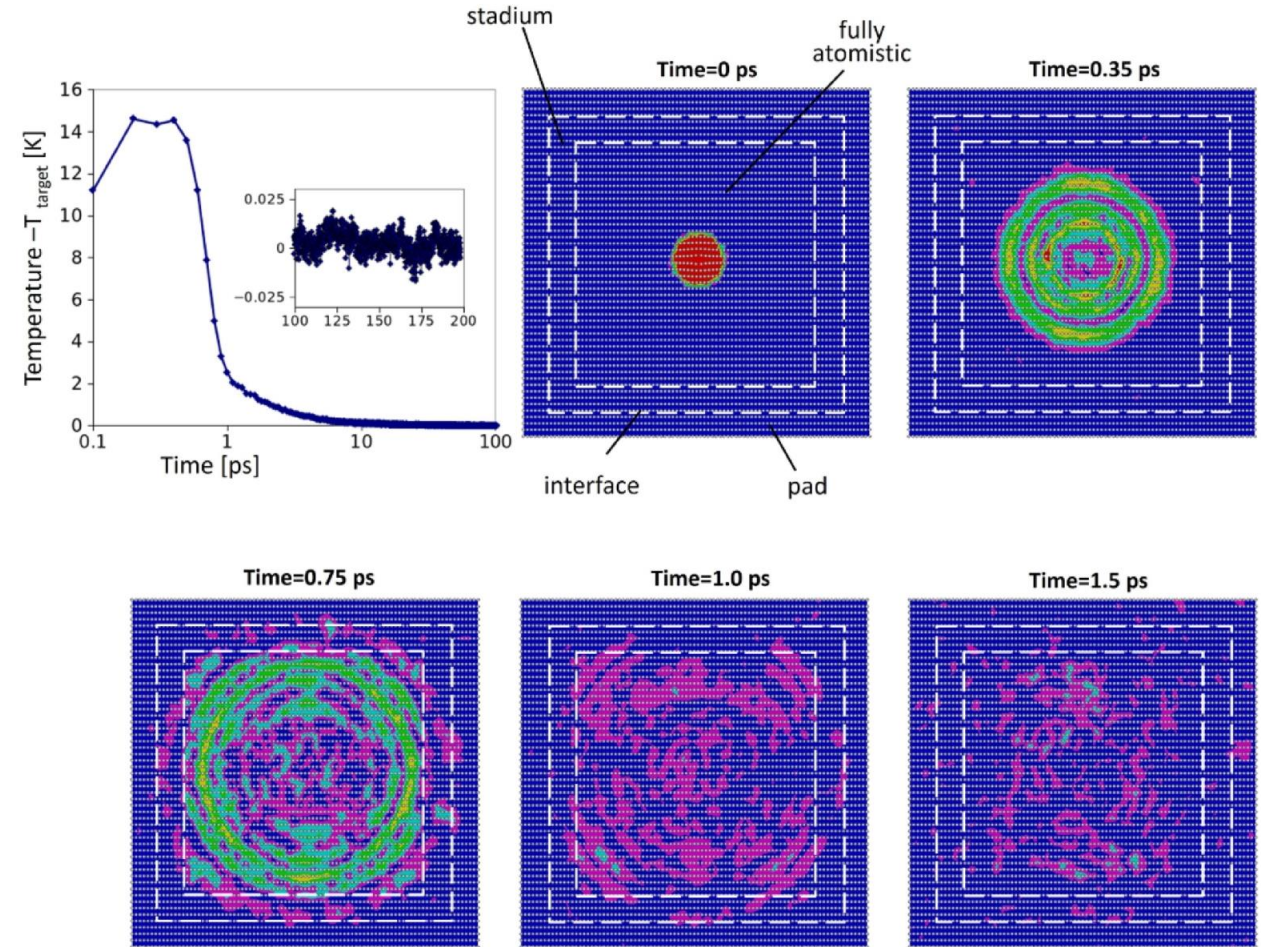 stadium
fully
atomistic
Time=0 ps
Time=0.35 ps
16
14
12
10
8
6
4
2
0
Temperature –T target [K]
0.1
1
10
100
Time [ps]
0.025
0
−0.025
100 125 150 175 200
interface
pad
Time=0.75 ps
Time=1.0 ps
Time=1.5 ps